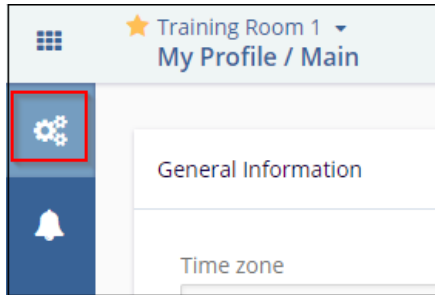 Training Room 1
My Profile / Main
General Information
Time zone